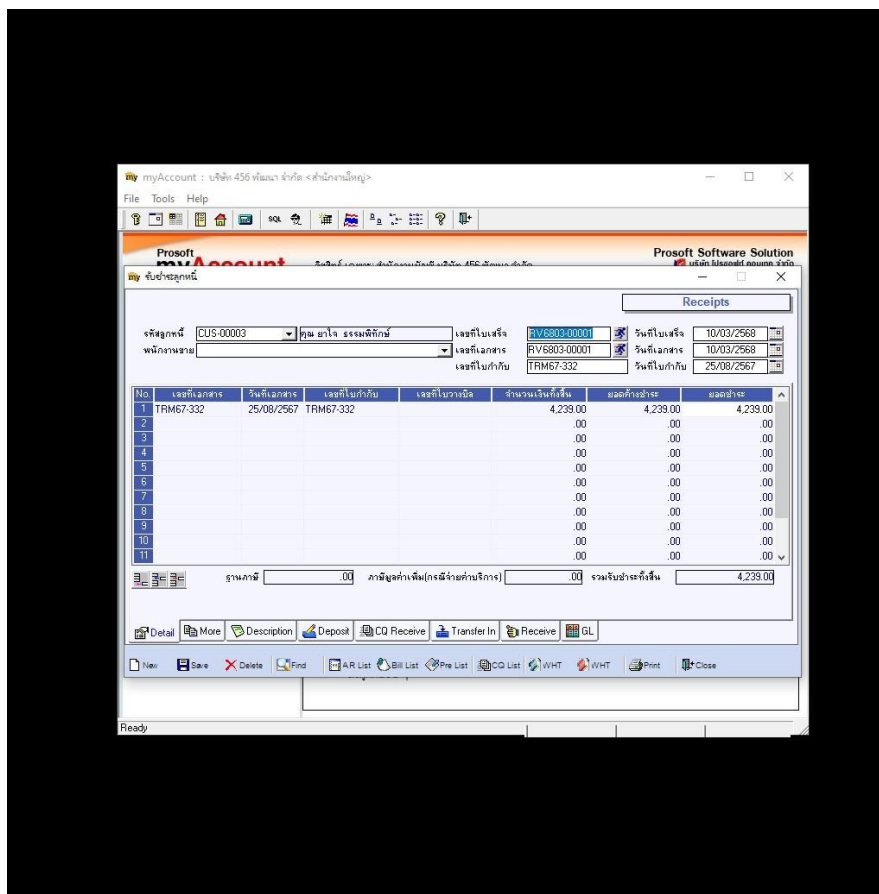 my myAccount : บริษัท 456 พัฒนา จำกัด <สำนักงานใหญ่>
File Tools Help
SQL
Prosoft
Prosoft Software Solution
myAccount
my รับชำระลูกหนี้
Receipts
รหัสลูกหนี้ CUS-00003 คุณ ยาใจ ธรรมพิทักษ์ เลขที่ใบเสร็จ RV6803-00001 วันที่ใบเสร็จ 10/03/2568
พนักงานขาย เลขที่เอกสาร RV6803-00001 วันที่เอกสาร 10/03/2568
เลขที่ใบกำกับ TRM67-332 วันที่ใบกำกับ 25/08/2567
No. เลขที่เอกสาร วันที่เอกสาร เลขที่ใบกำกับ เลขที่ใบวางบิล จำนวนเงินทั้งสิ้น ยอดค้างชำระ ยอดชำระ
1 TRM67-332 25/08/2567 TRM67-332 4,239.00 4,239.00 4,239.00
2 .00 .00 .00
3 .00 .00 .00
4 .00 .00 .00
5 .00 .00 .00
6 .00 .00 .00
7 .00 .00 .00
8 .00 .00 .00
9 .00 .00 .00
10 .00 .00 .00
11 .00 .00 .00
ฐานภาษี .00 ภาษีมูลค่าเพิ่ม(กรณีจ่ายค่าบริการ) .00 รวมรับชำระทั้งสิ้น 4,239.00
Detail More Description Deposit CQ Receive Transfer In Receive GL
New Save Delete Find AR List Bill List Pre List CQ List WHT WHT Print Close
Ready